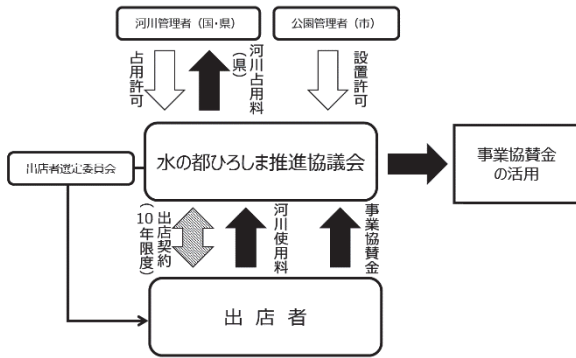 河川管理者（国・県）
公園管理者（市）
占用許可
河川占用料
（県）
設置許可
水の都ひろしま推進協議会
出店者選定委員会
事業協賛金
の活用
出店契約
（10年限度）
河川使用料
事業協賛金
出店者